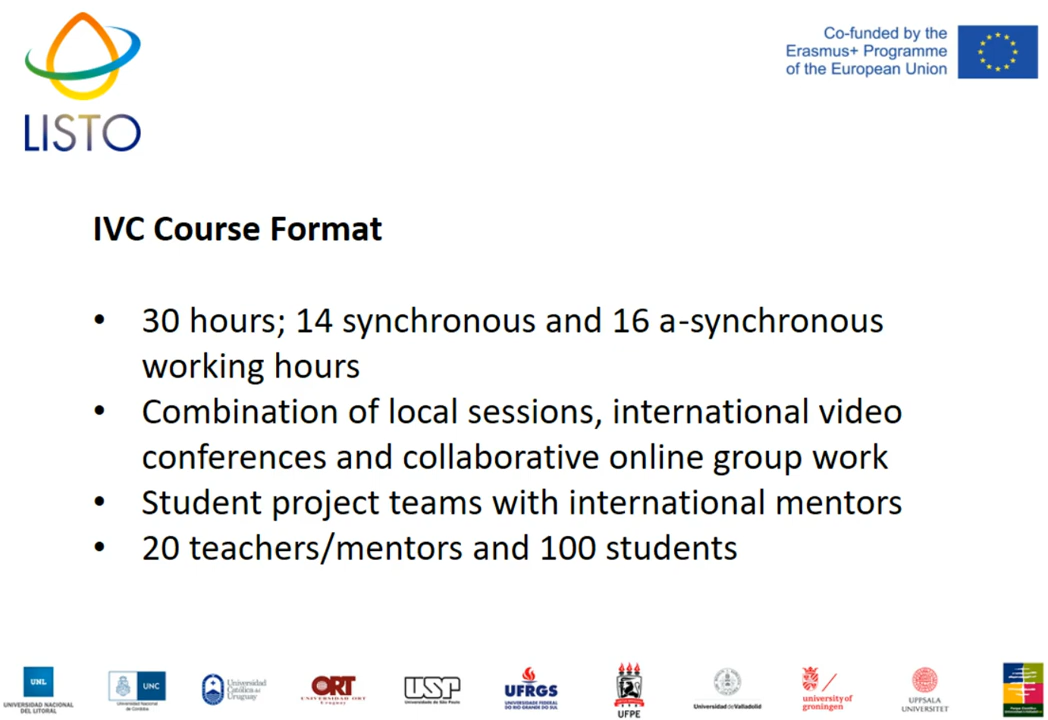 LISTO
Co-funded by the
Erasmus+ Programme
of the European Union
IVC Course Format
• 30 hours; 14 synchronous and 16 a-synchronous
working hours
• Combination of local sessions, international video
conferences and collaborative online group work
• Student project teams with international mentors
• 20 teachers/mentors and 100 students
UNL
UNIVERSIDAD NACIONAL
DEL LITORAL
UNC
Universidad Nacional
de Córdoba
Universidad
Católica del
Uruguay
ORT
UNIVERSIDAD ORT
Uruguay
USP
Universidade de São Paulo
UFRGS
UNIVERSIDADE FEDERAL
DO RIO GRANDE DO SUL
UFPE
Universidad de Valladolid
university of
groningen
UPPSALA
UNIVERSITET
Parque Científico